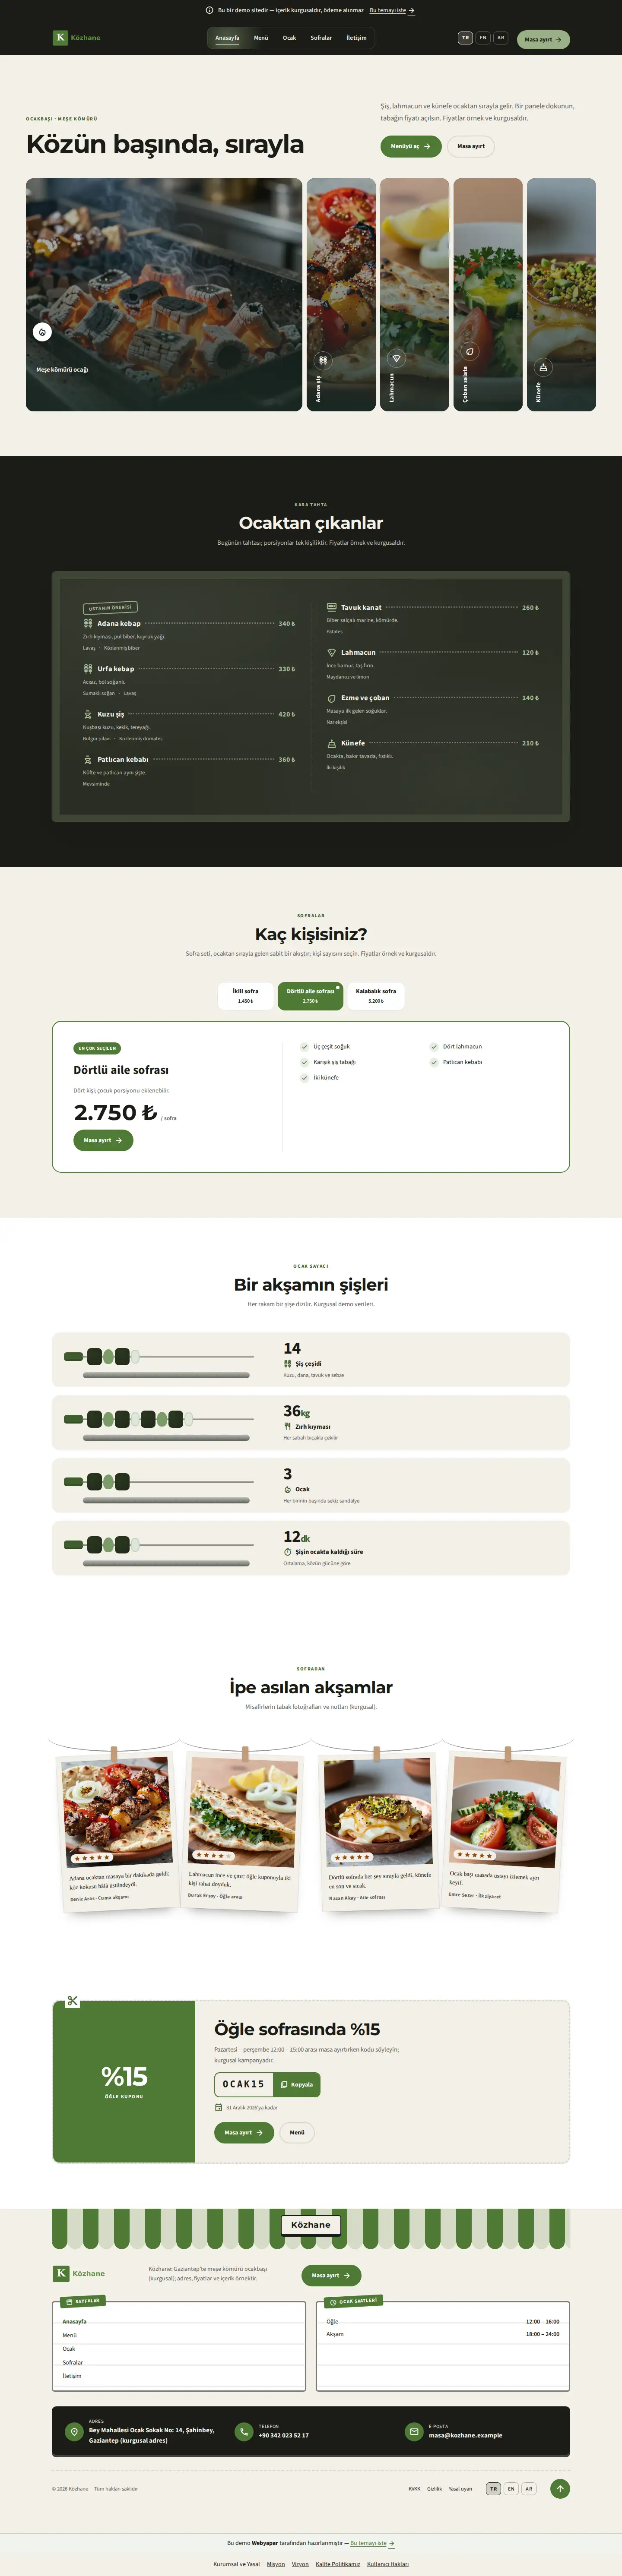 Bu bir demo sitedir — içerik kurgusaldır, ödeme alınmaz Bu temayı iste →
K Közhane
Anasayfa Menü Ocak Sofralar İletişim
TR EN AR
Masa ayırt →
OCAKBAŞI · MEŞE KÖMÜRÜ
Közün başında, sırayla
Şiş, lahmacun ve künefe ocaktan sırayla gelir. Bir panele dokunun,
tabağın fiyatı açılsın. Fiyatlar örnek ve kurgusaldır.
Menüyü aç →
Masa ayırt
Meşe kömürü ocağı
Adana şiş
Lahmacun
Çoban salata
Künefe
KARA TAHTA
Ocaktan çıkanlar
Bugünün tahtası; porsiyonlar tek kişiliktir. Fiyatlar örnek ve kurgusaldır.
USTANIN ÖNERİSİ
Adana kebap 340 ₺
Zırh kıyması, pul biber, kuyruk yağı.
Lavaş · Közlenmiş biber
Urfa kebap 330 ₺
Acısız, bol soğanlı.
Sumaklı soğan · Lavaş
Kuzu şiş 420 ₺
Kuşbaşı kuzu, kekik, tereyağı.
Bulgur pilavı · Közlenmiş domates
Patlıcan kebabı 360 ₺
Köfte ve patlıcan aynı şişte.
Mevsiminde
Tavuk kanat 260 ₺
Biber salçalı marine, kömürde.
Patates
Lahmacun 120 ₺
İnce hamur, taş fırın.
Maydanoz ve limon
Ezme ve çoban 140 ₺
Masaya ilk gelen soğuklar.
Nar ekşisi
Künefe 210 ₺
Ocakta, bakır tavada, fıstıklı.
İki kişilik
SOFRALAR
Kaç kişisiniz?
Sofra seti, ocaktan sırayla gelen sabit bir akıştır; kişi sayısını seçin. Fiyatlar örnek ve kurgusaldır.
İkili sofra
1.450 ₺
Dörtlü aile sofrası
2.750 ₺
Kalabalık sofra
5.200 ₺
EN ÇOK SEÇİLEN
Dörtlü aile sofrası
Dört kişi; çocuk porsiyonu eklenebilir.
2.750 ₺ / sofra
Masa ayırt →
Üç çeşit soğuk
Dört lahmacun
Karışık şiş tabağı
Patlıcan kebabı
İki künefe
OCAK SAYACI
Bir akşamın şişleri
Her rakam bir şişe dizilir. Kurgusal demo verileri.
14
Şiş çeşidi
Kuzu, dana, tavuk ve sebze
36kg
Zırh kıyması
Her sabah bıçakla çekilir
3
Ocak
Her birinin başında sekiz sandalye
12dk
Şişin ocakta kaldığı süre
Ortalama, közün gücüne göre
SOFRADAN
İpe asılan akşamlar
Misafirlerin tabak fotoğrafları ve notları (kurgusal).
Adana ocaktan masaya bir dakikada geldi;
köz kokusu hâlâ üstündeydi.
Deniz Ares · Cuma akşamı
Lahmacun ince ve çıtır; öğle kuponuyla iki
kişi rahat doyduk.
Burak Ersoy · Öğle arası
Dörtlü sofrada her şey sırayla geldi, künefe
en son ve sıcak.
Hasan Abay · Aile sofrası
Ocak başı masada ustayı izlemek ayrı
keyif.
Emre Sezer · İlk ziyaret
%15
ÖĞLE KUPONU
Öğle sofrasında %15
Pazartesi – perşembe 12:00 – 15:00 arası masa ayırtırken kodu söyleyin;
kurgusal kampanyadır.
OCAK15 Kopyala
31 Aralık 2026'ya kadar
Masa ayırt →
Menü
Közhane
K Közhane
Közhane: Gaziantep'te meşe kömürü ocakbaşı
(kurgusal); adres, fiyatlar ve içerik örnektir.
Masa ayırt →
SAYFALAR
Anasayfa
Menü
Ocak
Sofralar
İletişim
OCAK SAATLERİ
Öğle 12:00 – 16:00
Akşam 18:00 – 24:00
ADRES
Bey Mahallesi Ocak Sokak No: 14, Şahinbey,
Gaziantep (kurgusal adres)
TELEFON
+90 342 023 52 17
E-POSTA
masa@kozhane.example
© 2026 Közhane Tüm hakları saklıdır.
KVKK Gizlilik Yasal uyarı
TR EN AR
Bu demo Webyapar tarafından hazırlanmıştır — Bu temayı iste →
Kurumsal ve Yasal Misyon Vizyon Kalite Politikamız Kullanıcı Hakları